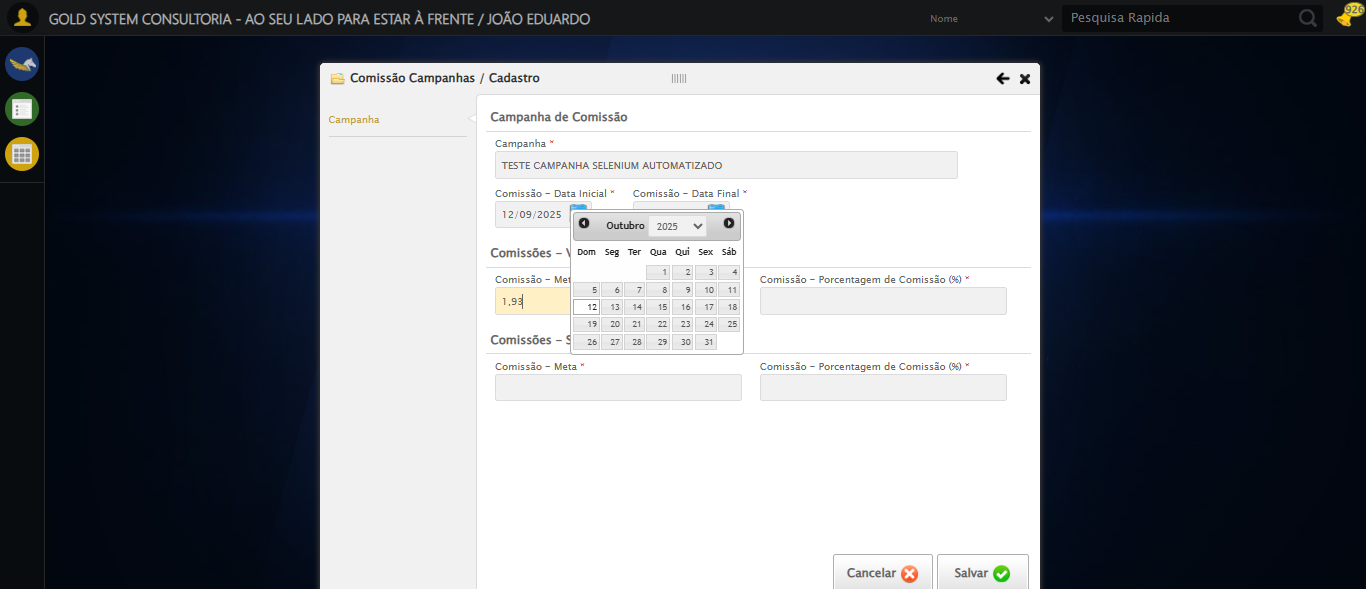 GOLD SYSTEM CONSULTORIA - AO SEU LADO PARA ESTAR À FRENTE / JOÃO EDUARDO
Nome
Pesquisa Rapida
926
Comissão Campanhas / Cadastro
Campanha
Campanha de Comissão
Campanha *
TESTE CAMPANHA SELENIUM AUTOMATIZADO
Comissão - Data Inicial * Comissão - Data Final *
12/09/2025
Outubro 2025
Dom Seg Ter Qua Qui Sex Sáb
1 2 3 4
5 6 7 8 9 10 11
12 13 14 15 16 17 18
19 20 21 22 23 24 25
26 27 28 29 30 31
Comissões - V
Comissão - Met Comissão - Porcentagem de Comissão (%) *
1,93
Comissões - S
Comissão - Meta * Comissão - Porcentagem de Comissão (%) *
Cancelar Salvar